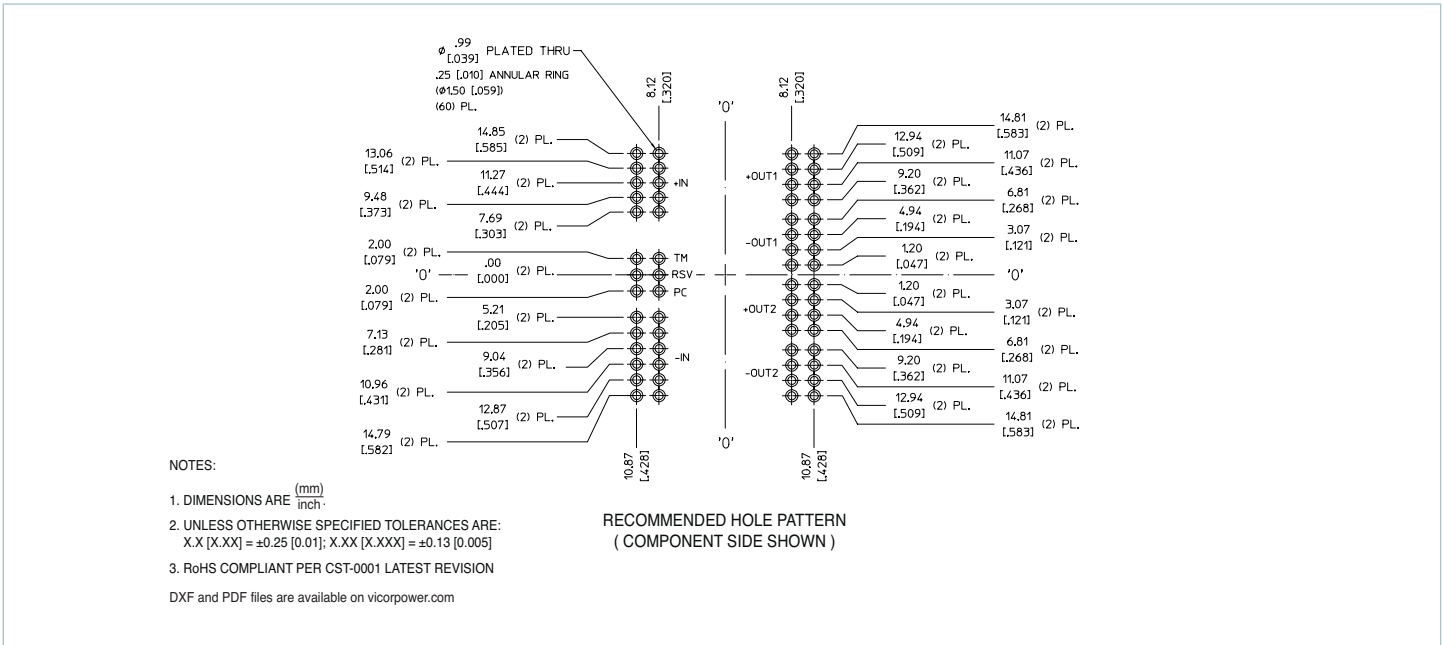 ø .99 [.039] PLATED THRU
.25 [.010] ANNULAR RING
(ø1.50 [.059])
(60) PL.
8.12 [.320]
'0'
8.12 [.320]
14.85 [.585] (2) PL.
13.06 [.514] (2) PL.
11.27 [.444] (2) PL.
9.48 [.373] (2) PL.
7.69 [.303] (2) PL.
2.00 [.079] (2) PL.
'0'
.00 [.000] (2) PL.
2.00 [.079] (2) PL.
5.21 [.205] (2) PL.
7.13 [.281] (2) PL.
9.04 [.356] (2) PL.
10.96 [.431] (2) PL.
12.87 [.507] (2) PL.
14.79 [.582] (2) PL.
+IN
TM
RSV
PC
-IN
+OUT1
-OUT1
+OUT2
-OUT2
14.81 [.583] (2) PL.
12.94 [.509] (2) PL.
11.07 [.436] (2) PL.
9.20 [.362] (2) PL.
6.81 [.268] (2) PL.
4.94 [.194] (2) PL.
3.07 [.121] (2) PL.
1.20 [.047] (2) PL.
'0'
1.20 [.047] (2) PL.
3.07 [.121] (2) PL.
4.94 [.194] (2) PL.
6.81 [.268] (2) PL.
9.20 [.362] (2) PL.
11.07 [.436] (2) PL.
12.94 [.509] (2) PL.
14.81 [.583] (2) PL.
10.87 [.428]
'0'
10.87 [.428]
NOTES:
1. DIMENSIONS ARE (mm) inch.
2. UNLESS OTHERWISE SPECIFIED TOLERANCES ARE:
X.X [X.XX] = ±0.25 [0.01]; X.XX [X.XXX] = ±0.13 [0.005]
3. RoHS COMPLIANT PER CST-0001 LATEST REVISION
DXF and PDF files are available on vicorpower.com
RECOMMENDED HOLE PATTERN
( COMPONENT SIDE SHOWN )